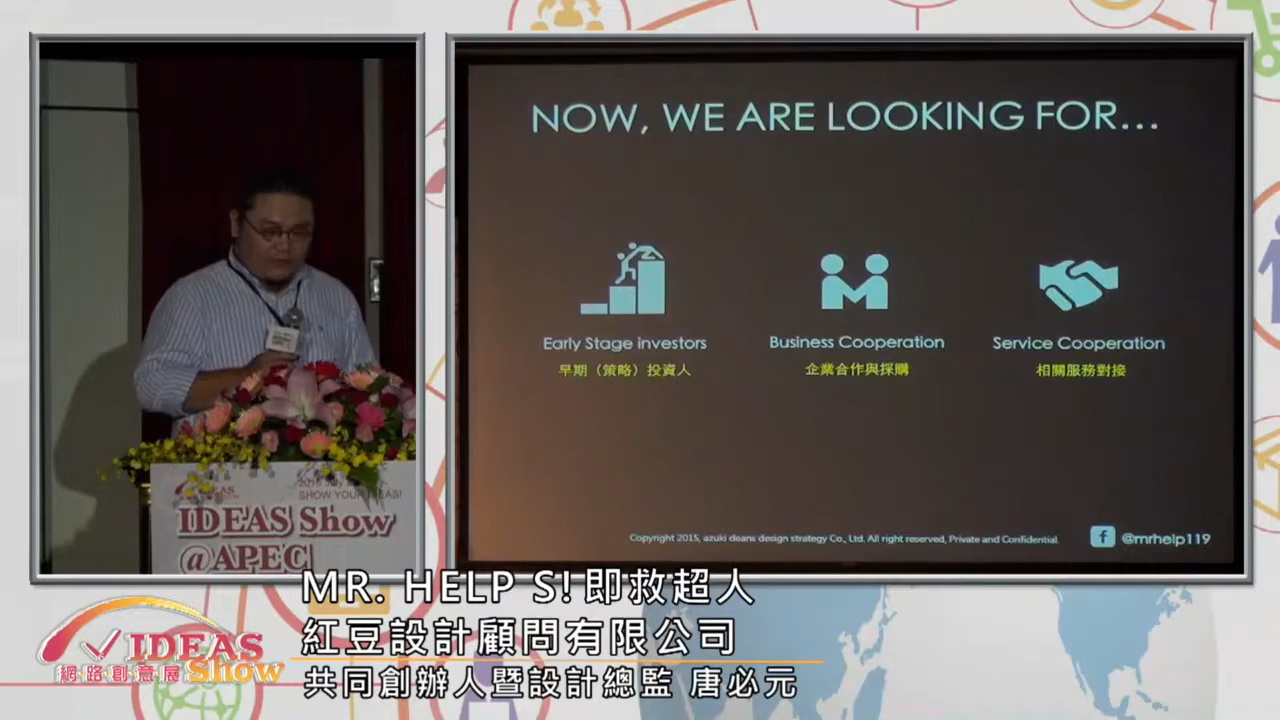 NOW, WE ARE LOOKING FOR...
Early Stage investors
早期（策略）投資人
Business Cooperation
企業合作與採購
Service Cooperation
相關服務對接
Copyright 2015, azuki deans design strategy Co., Ltd. All right reserved, Private and Confidential.
f @mrhelp119
SHOW YOUR IDEAS!
IDEAS Show
@APEC
MR. HELP S! 即救超人
紅豆設計顧問有限公司
共同創辦人暨設計總監 唐必元
IDEAS
網路創意展 Show